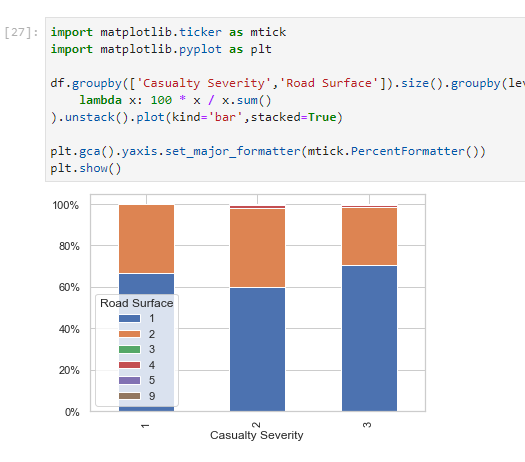 [27]:
import matplotlib.ticker as mtick
import matplotlib.pyplot as plt
df.groupby(['Casualty Severity','Road Surface']).size().groupby(lev
lambda x: 100 * x / x.sum()
).unstack().plot(kind='bar',stacked=True)
plt.gca().yaxis.set_major_formatter(mtick.PercentFormatter())
plt.show()
100%
80%
60%
40%
20%
0%
Road Surface
1
2
3
4
5
9
1
2
3
Casualty Severity